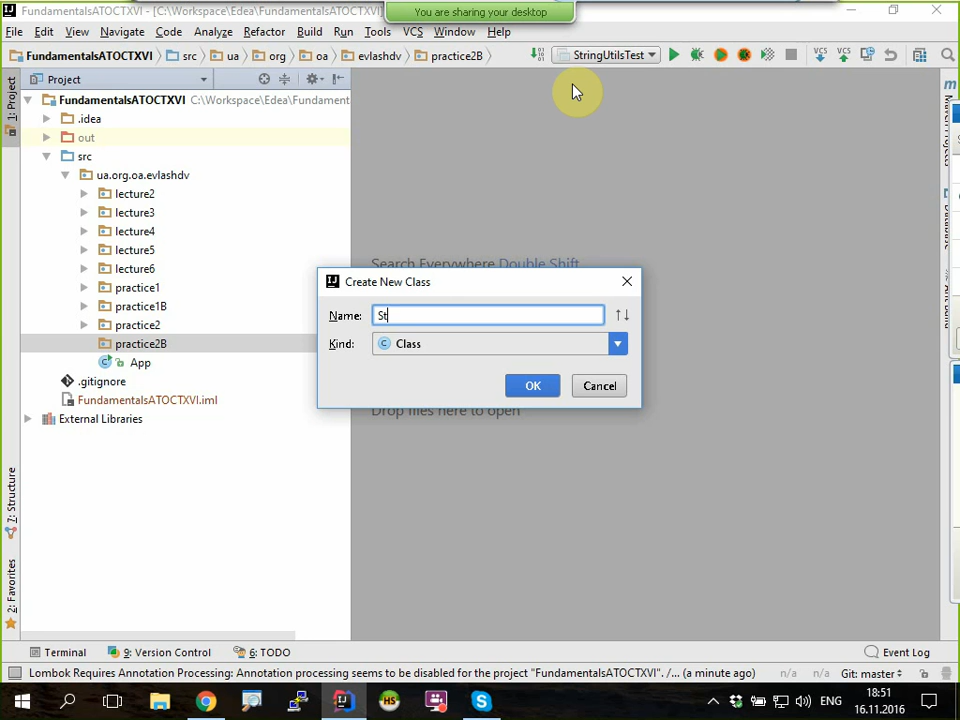 FundamentalsATOCTXVI - [C:\Workspace\Edea\FundamentalsATOCTXVI]
You are sharing your desktop
File Edit View Navigate Code Analyze Refactor Build Run Tools VCS Window Help
FundamentalsATOCTXVI src ua org oa evlashdv practice2B StringUtilsTest VCS VCS
Project
1: Project
FundamentalsATOCTXVI C:\Workspace\Edea\Fundament
.idea
out
src
ua.org.oa.evlashdv
lecture2
lecture3
lecture4
lecture5
lecture6
practice1
practice1B
practice2
practice2B
App
.gitignore
FundamentalsATOCTXVI.iml
External Libraries
Search Everywhere Double Shift
Create New Class
Name: St
Kind: Class
OK Cancel
Drop files here to open
Maven Projects
Database
7: Structure
2: Favorites
Terminal 9: Version Control 6: TODO Event Log
Lombok Requires Annotation Processing: Annotation processing seems to be disabled for the project "FundamentalsATOCTXVI". /... (a minute ago) n/a n/a Git: master
ENG 18:51
16.11.2016